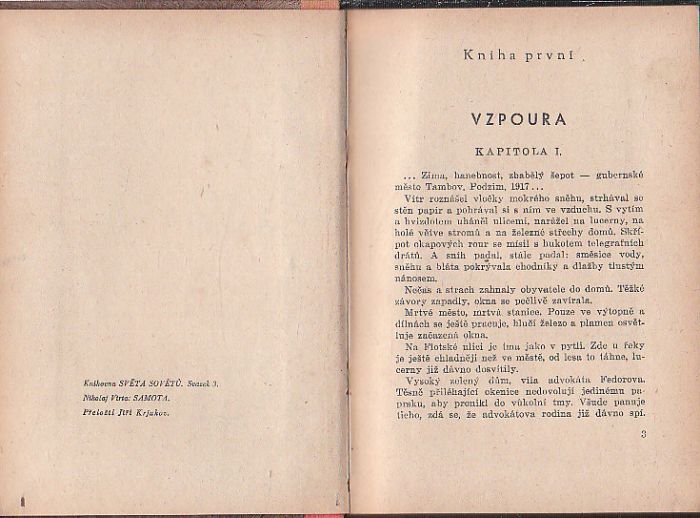 Knihovna SVĚTA SOVĚTŮ. Svazek 3.
Nikolaj Virta: SAMOTA.
Přeložil Jiří Krjukov.
Kniha první
VZPOURA
KAPITOLA I.
... Zima, hanebnost, zbabělý šepot — gubernské
město Tambov. Podzim, 1917...
Vítr roznášel vločky mokrého sněhu, strhával se
stěn papír a pohrával si s ním ve vzduchu. S vytím
a hvizdotem uháněl ulicemi, narážel na lucerny, na
holé větve stromů a na železné střechy domů. Skří-
pot okapových rour se mísil s hukotem telegrafních
drátů. A sníh padal, stále padal: směsice vody,
sněhu a bláta pokrývala chodníky a dlažby tlustým
nánosem.
Nečas a strach zahnaly obyvatele do domů. Těžké
závory zapadly, okna se pečlivě zavírala.
Mrtvé město, mrtvá stanice. Pouze ve výtopně a
dílnách se ještě pracuje, hlučí železo a plamen osvět-
luje začazená okna.
Na Flotské ulici je tma jako v pytli. Zde u řeky
je ještě chladněji než ve městě, od lesa to táhne, lu-
cerny již dávno dosvítily.
Vysoký zelený dům, vila advokáta Fedorova.
Těsně přiléhající okenice nedovolují jedinému pa-
prsku, aby pronikl do vůkolní tmy. Všude panuje
ticho, zdá se, že advokátova rodina již dávno spí.
3